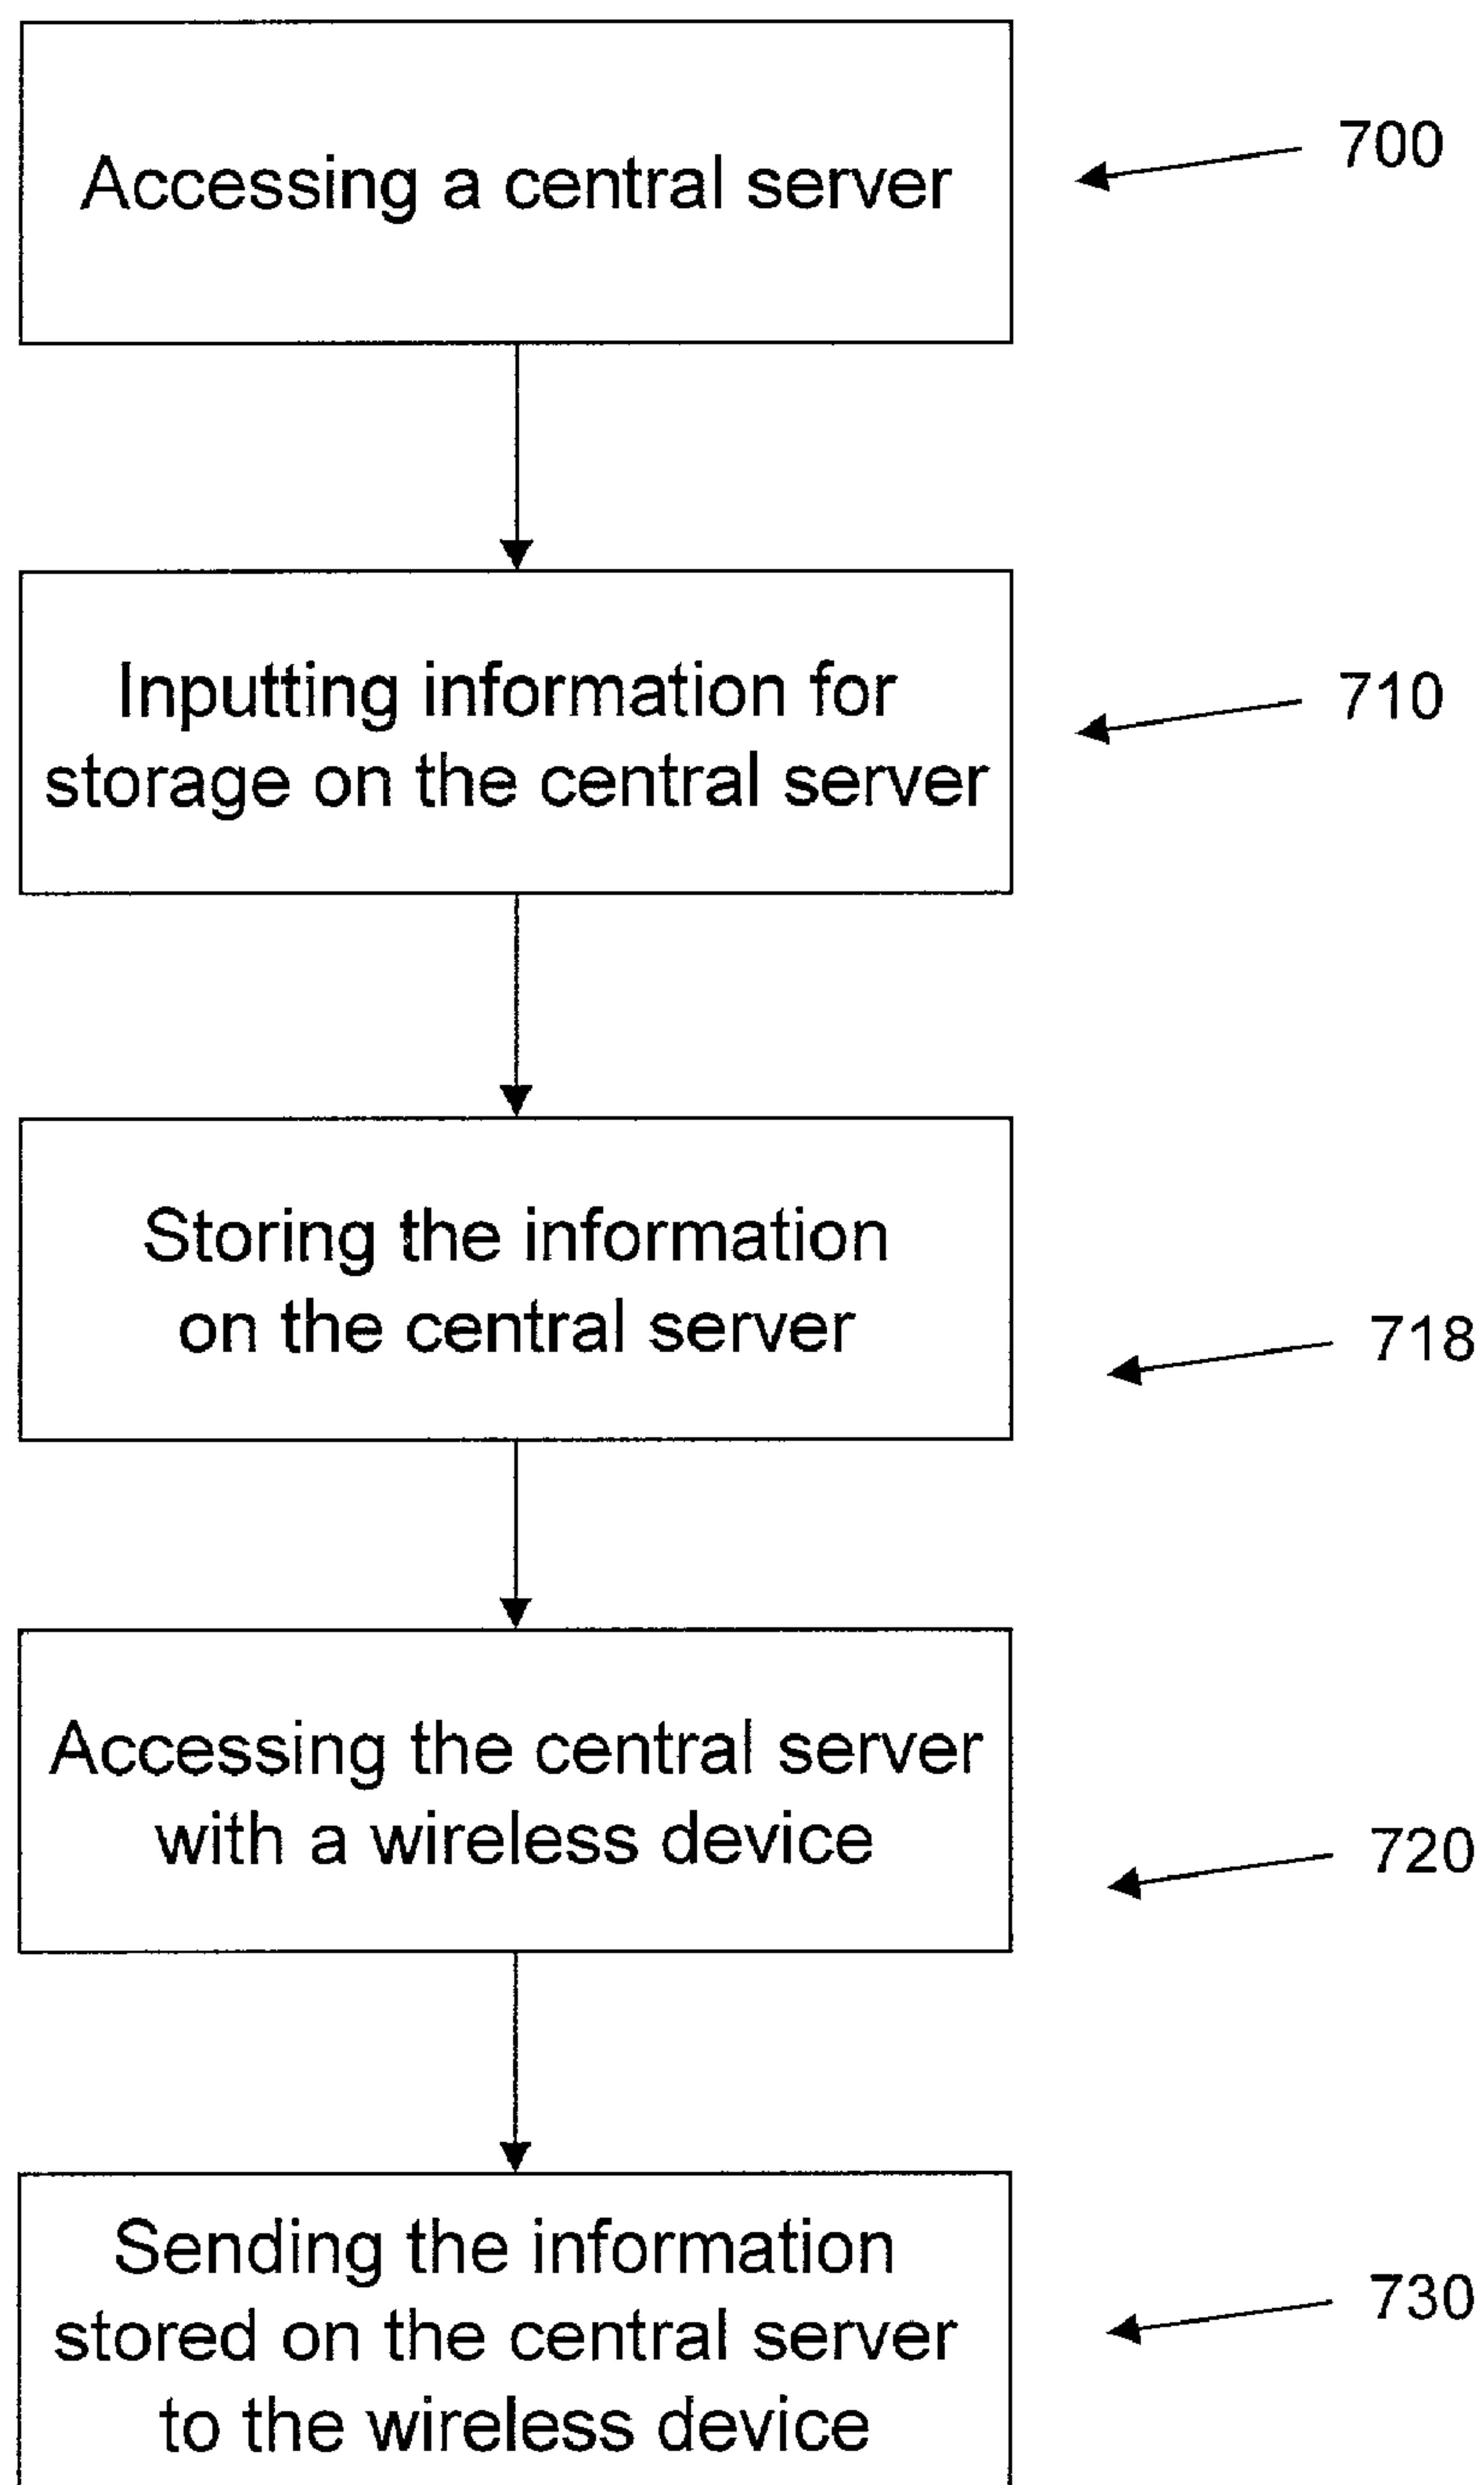 Accessing a central server
700
Inputting information for
storage on the central server
710
Storing the information
on the central server
718
Accessing the central server
with a wireless device
720
Sending the information
stored on the central server
to the wireless device
730